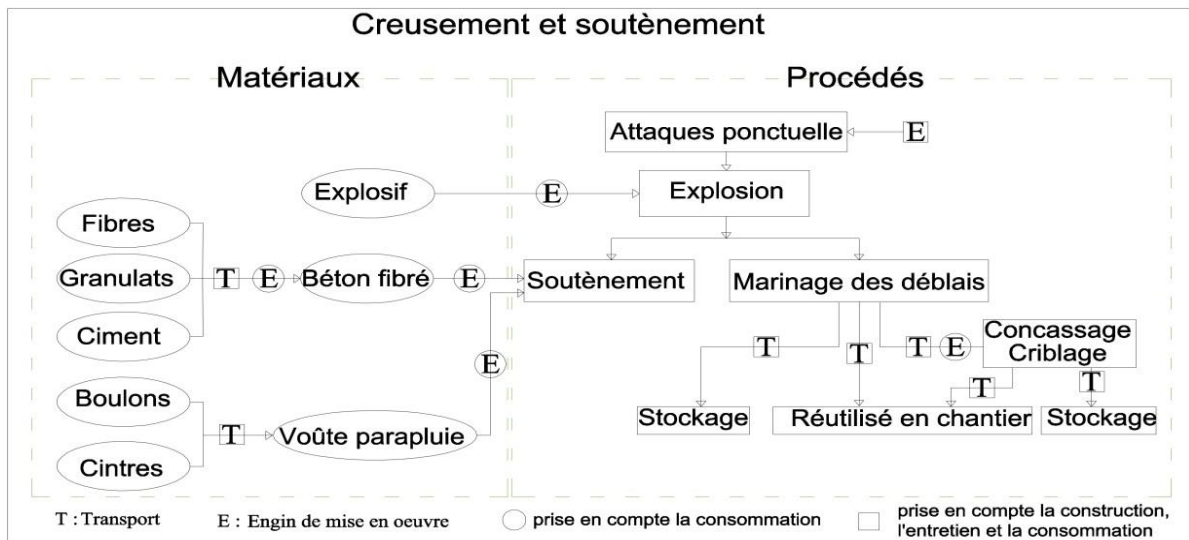 Creusement et soutènement
Matériaux
Procédés
Attaques ponctuelle
E
Explosif
E
Explosion
Fibres
Granulats
T
E
Béton fibré
E
Soutènement
Marinage des déblais
Ciment
E
T
T
T
E
Concassage
Criblage
T
T
Boulons
Stockage
Réutilisé en chantier
Stockage
T
Voûte parapluie
Cintres
T : Transport
E : Engin de mise en oeuvre
prise en compte la consommation
prise en compte la construction,
l'entretien et la consommation